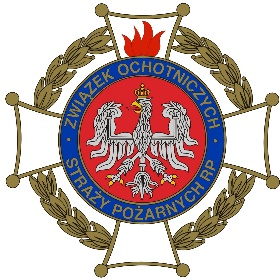 ZWIĄZEK OCHOTNICZYCH
STRAŻY POŻARNYCH RP